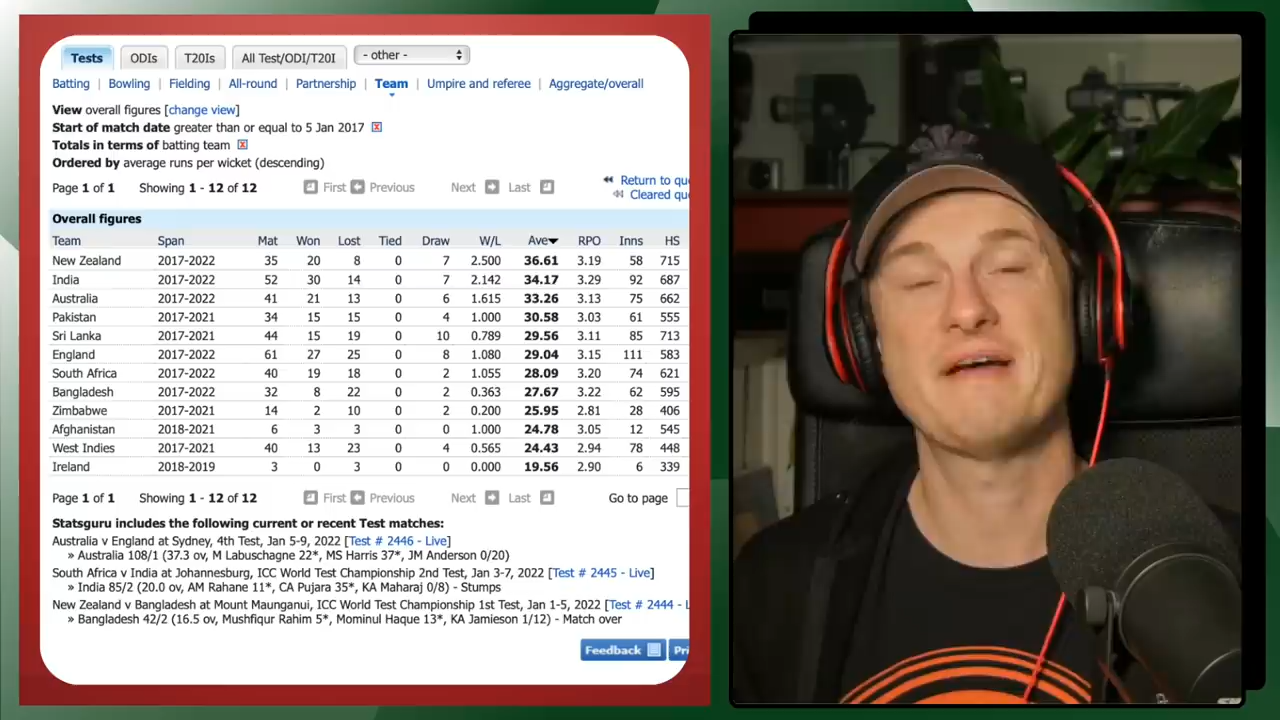 Tests ODIs T20Is All Test/ODI/T20I - other -
Batting | Bowling | Fielding | All-round | Partnership | Team | Umpire and referee | Aggregate/overall
View overall figures [change view]
Start of match date greater than or equal to 5 Jan 2017
Totals in terms of batting team
Ordered by average runs per wicket (descending)
Page 1 of 1 Showing 1 - 12 of 12 First Previous Next Last
Return to qu
Cleared qu
Overall figures
Team Span Mat Won Lost Tied Draw W/L Ave RPO Inns HS
New Zealand 2017-2022 35 20 8 0 7 2.500 36.61 3.19 58 715
India 2017-2022 52 30 14 0 7 2.142 34.17 3.29 92 687
Australia 2017-2022 41 21 13 0 6 1.615 33.26 3.13 75 662
Pakistan 2017-2021 34 15 15 0 4 1.000 30.58 3.03 61 555
Sri Lanka 2017-2021 44 15 19 0 10 0.789 29.56 3.11 85 713
England 2017-2022 61 27 25 0 8 1.080 29.04 3.15 111 583
South Africa 2017-2022 40 19 18 0 2 1.055 28.09 3.20 74 621
Bangladesh 2017-2022 32 8 22 0 2 0.363 27.67 3.22 62 595
Zimbabwe 2017-2021 14 2 10 0 2 0.200 25.95 2.81 28 406
Afghanistan 2018-2021 6 3 3 0 0 1.000 24.78 3.05 12 545
West Indies 2017-2021 40 13 23 0 4 0.565 24.43 2.94 78 448
Ireland 2018-2019 3 0 3 0 0 0.000 19.56 2.90 6 339
Page 1 of 1 Showing 1 - 12 of 12 First Previous Next Last Go to page
Statsguru includes the following current or recent Test matches:
Australia v England at Sydney, 4th Test, Jan 5-9, 2022 [Test # 2446 - Live]
» Australia 108/1 (37.3 ov, M Labuschagne 22*, MS Harris 37*, JM Anderson 0/20)
South Africa v India at Johannesburg, ICC World Test Championship 2nd Test, Jan 3-7, 2022 [Test # 2445 - Live]
» India 85/2 (20.0 ov, AM Rahane 11*, CA Pujara 35*, KA Maharaj 0/8) - Stumps
New Zealand v Bangladesh at Mount Maunganui, ICC World Test Championship 1st Test, Jan 1-5, 2022 [Test # 2444 - L
» Bangladesh 42/2 (16.5 ov, Mushfiqur Rahim 5*, Mominul Haque 13*, KA Jamieson 1/12) - Match over
Feedback Pri